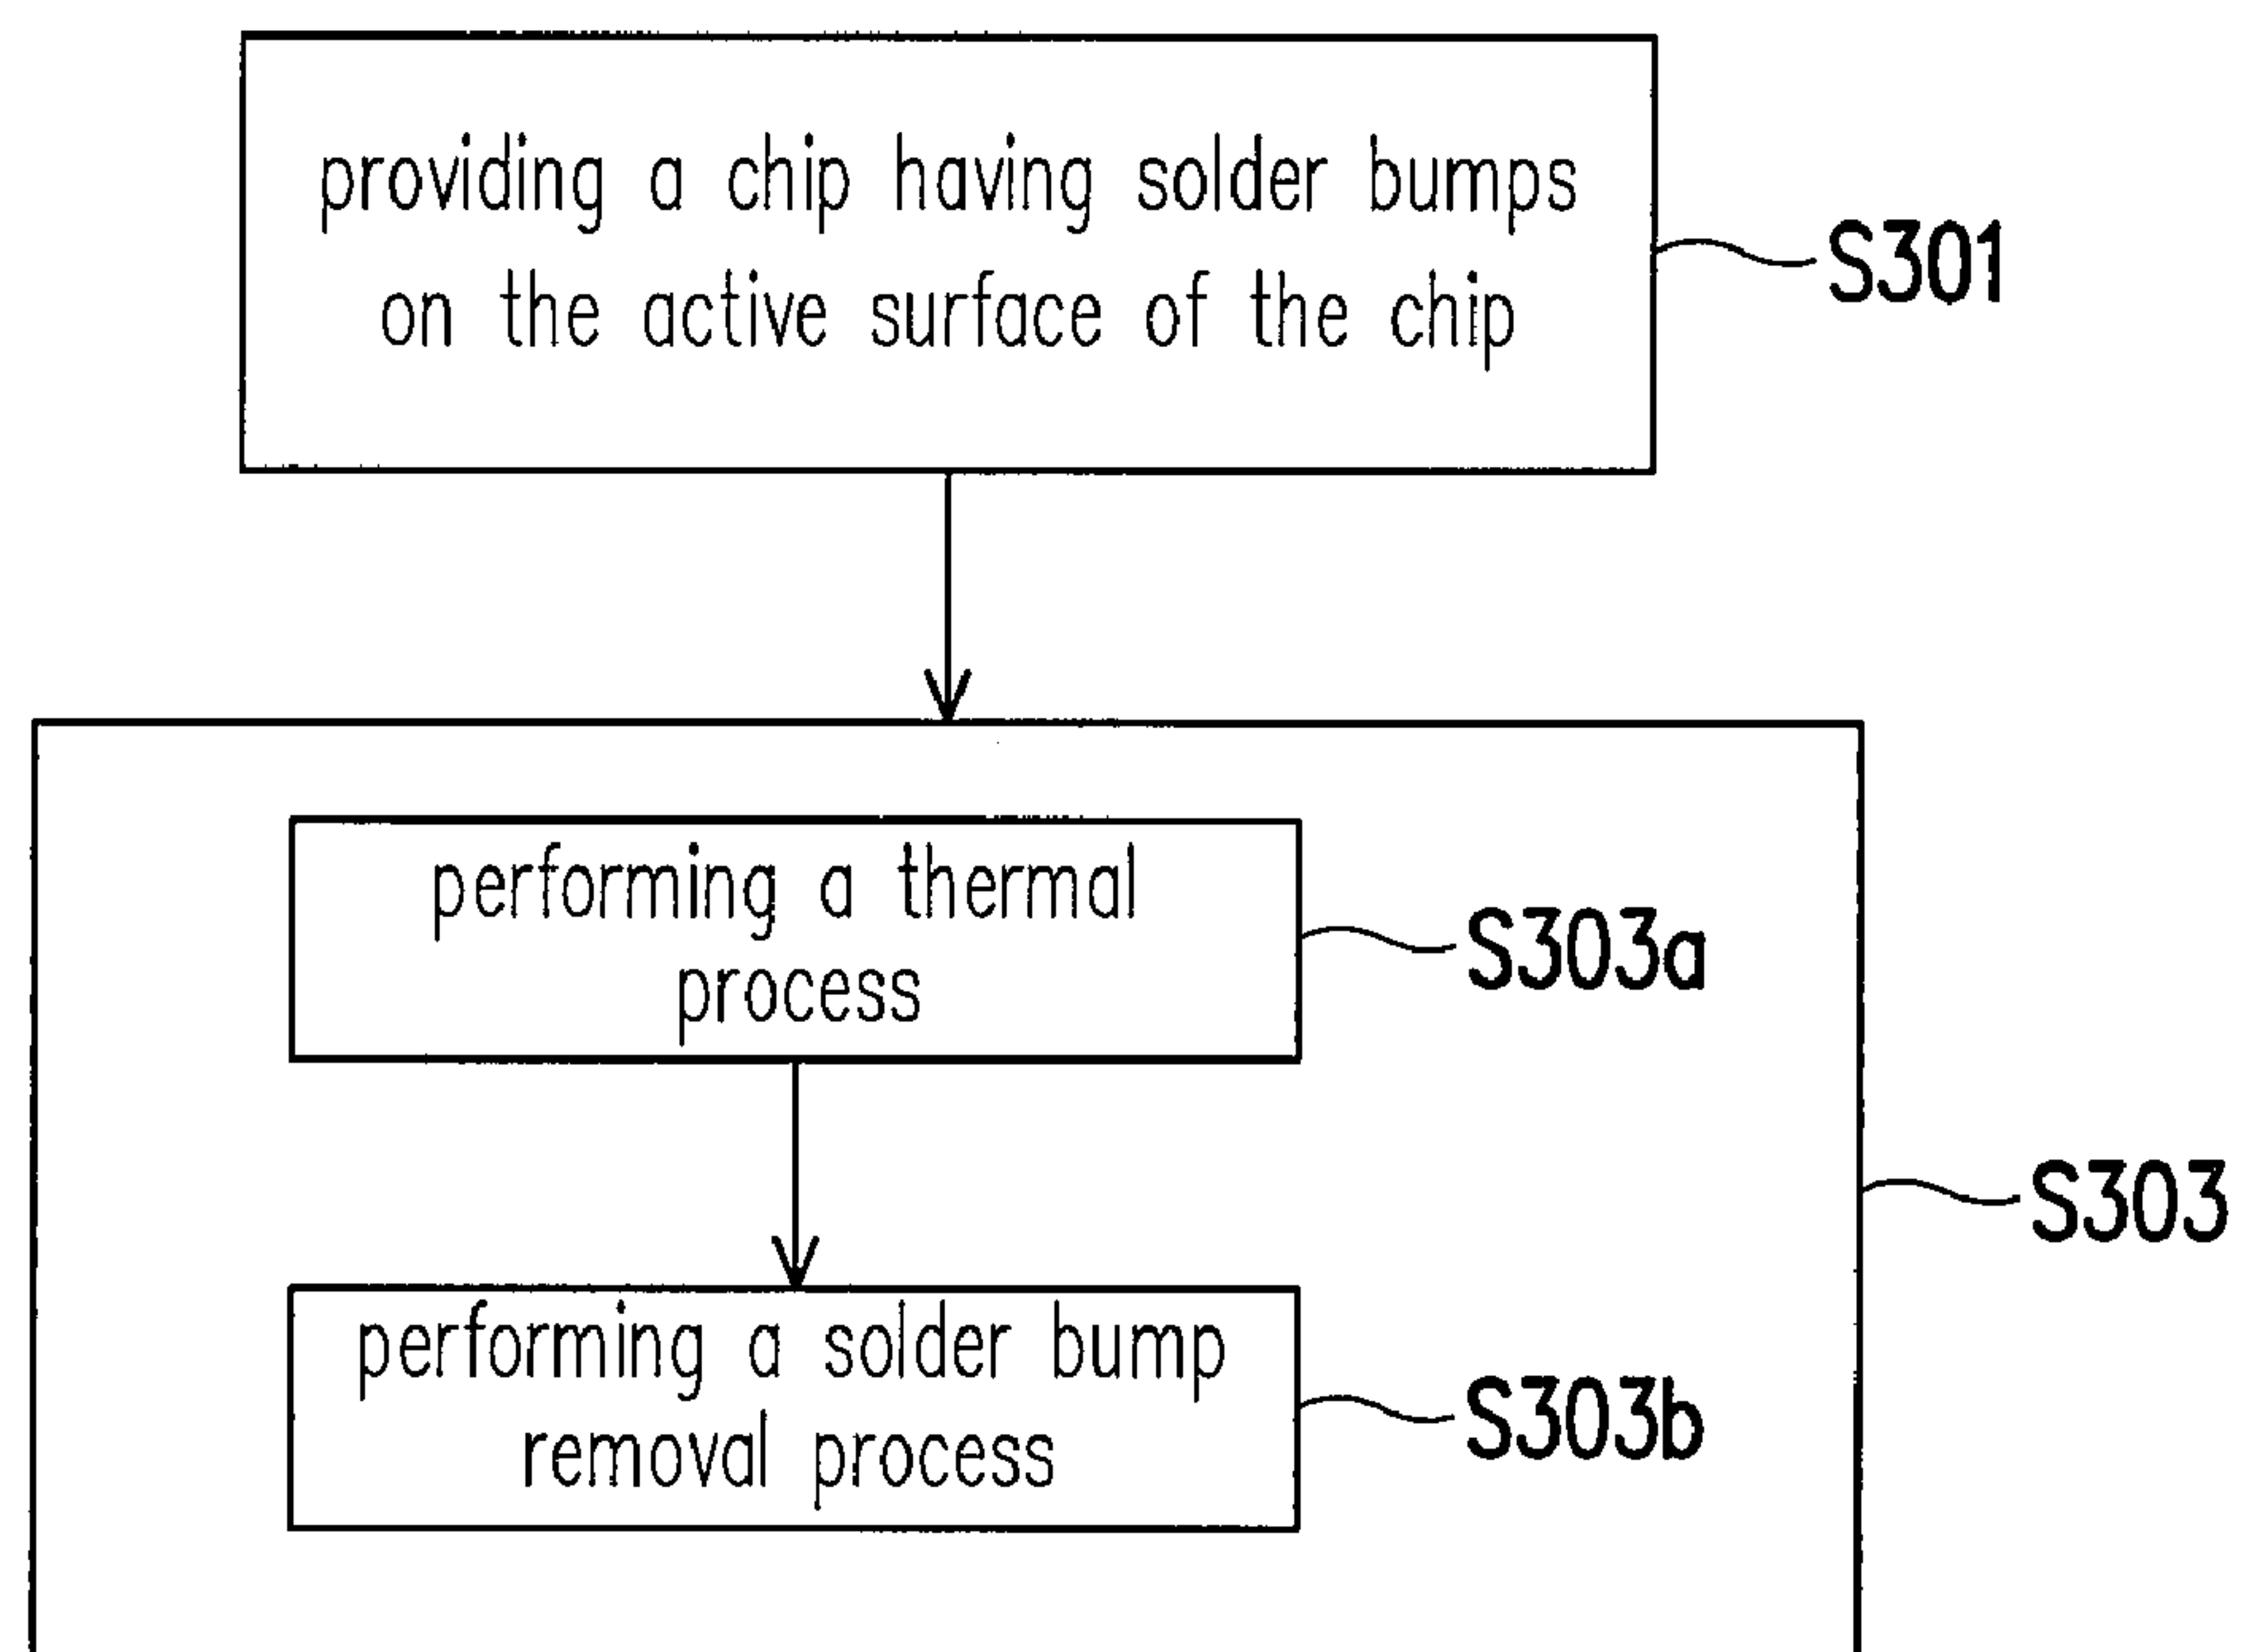 providing a chip having solder bumps
on the active surface of the chip
S301
performing a thermal
process
S303a
S303
performing a solder bump
removal process
S303b